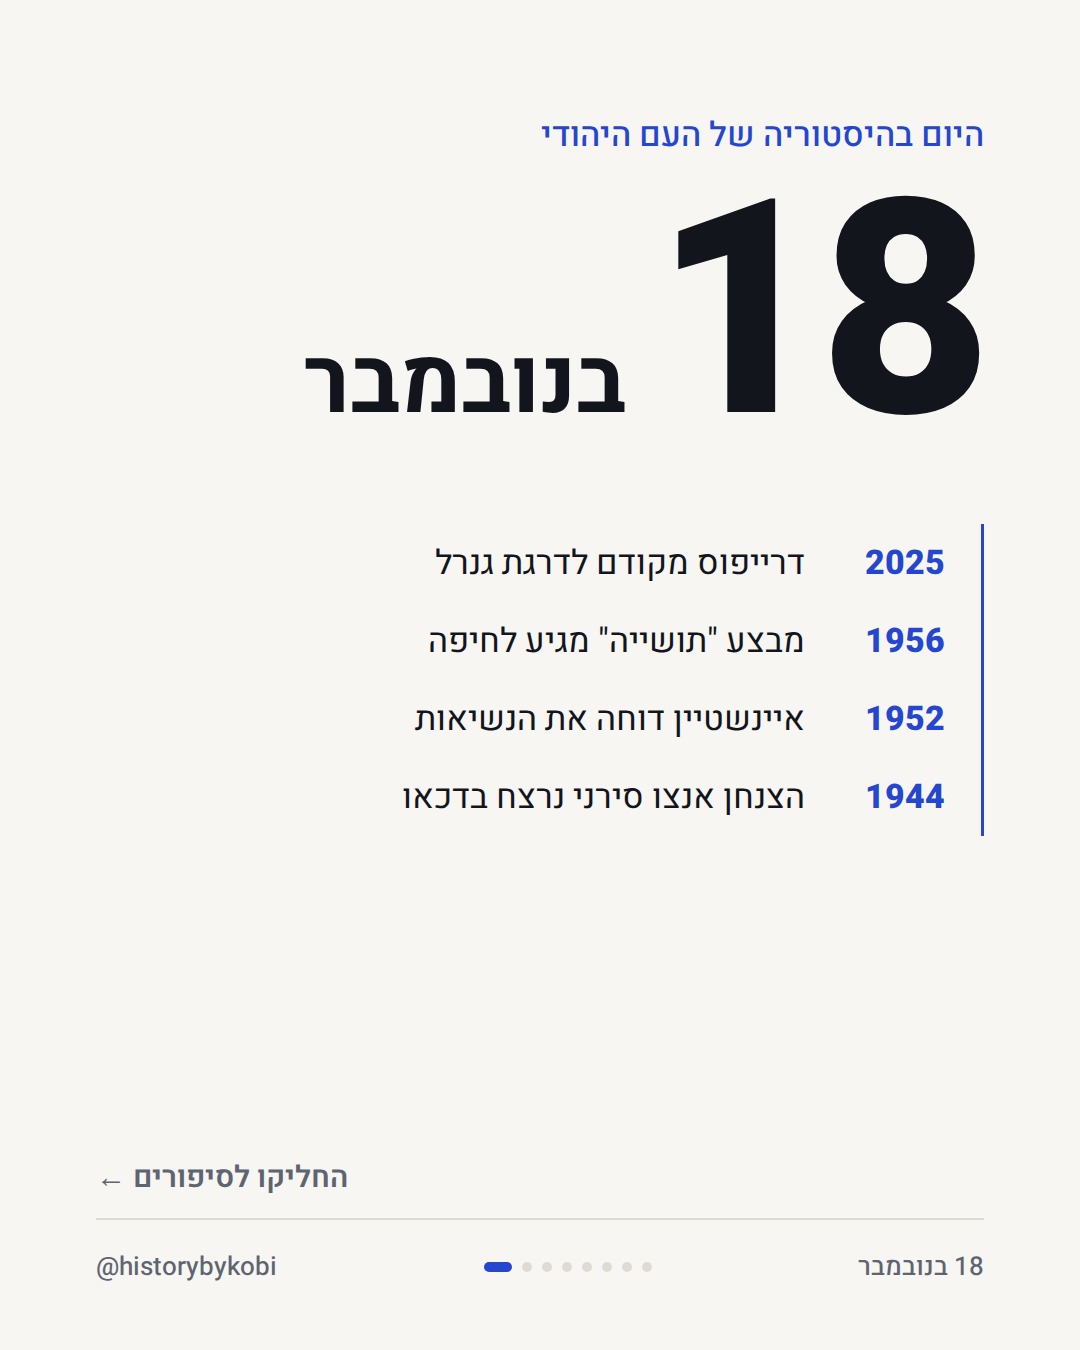 היום בהיסטוריה של העם היהודי
18 בנובמבר
2025 דרייפוס מקודם לדרגת גנרל
1956 מבצע "תושייה" מגיע לחיפה
1952 איינשטיין דוחה את הנשיאות
1944 הצנחן אנצו סירני נרצח בדכאו
החליקו לסיפורים ←
18 בנובמבר
@historybykobi